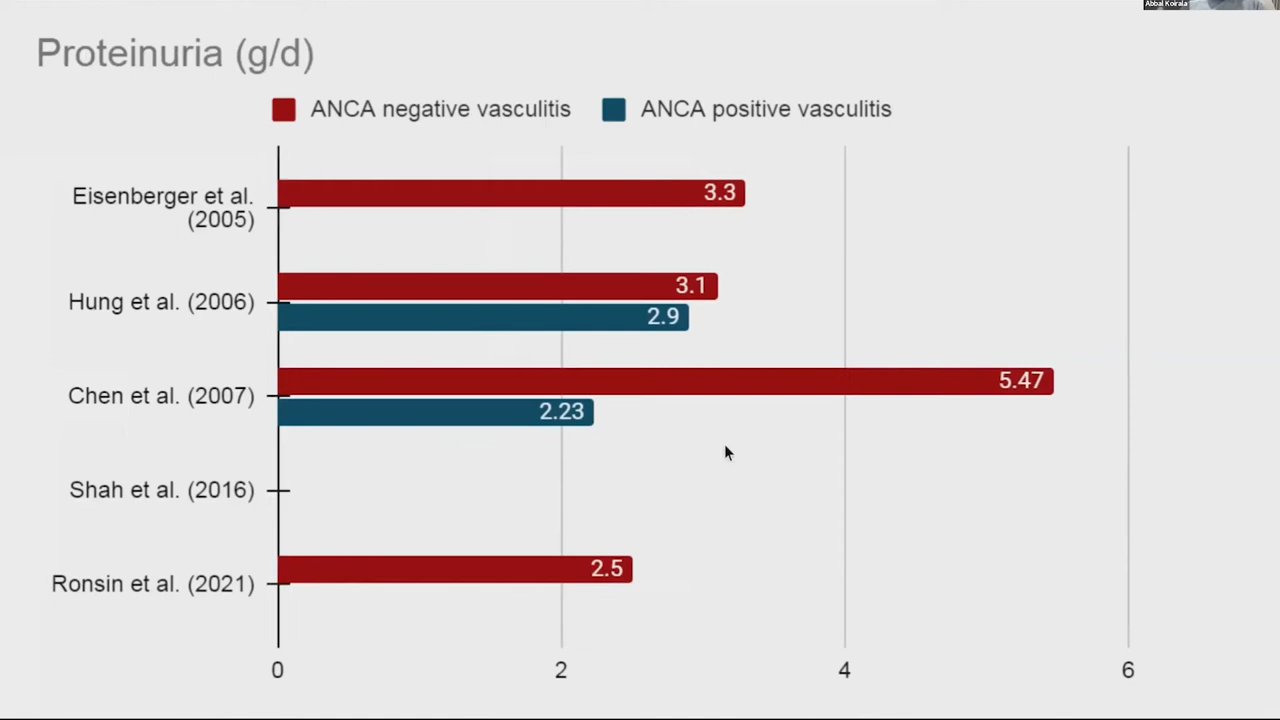 Abbal Koirala
Proteinuria (g/d)
ANCA negative vasculitis
ANCA positive vasculitis
Eisenberger et al.
(2005)
3.3
Hung et al. (2006)
3.1
2.9
Chen et al. (2007)
5.47
2.23
Shah et al. (2016)
Ronsin et al. (2021)
2.5
0
2
4
6